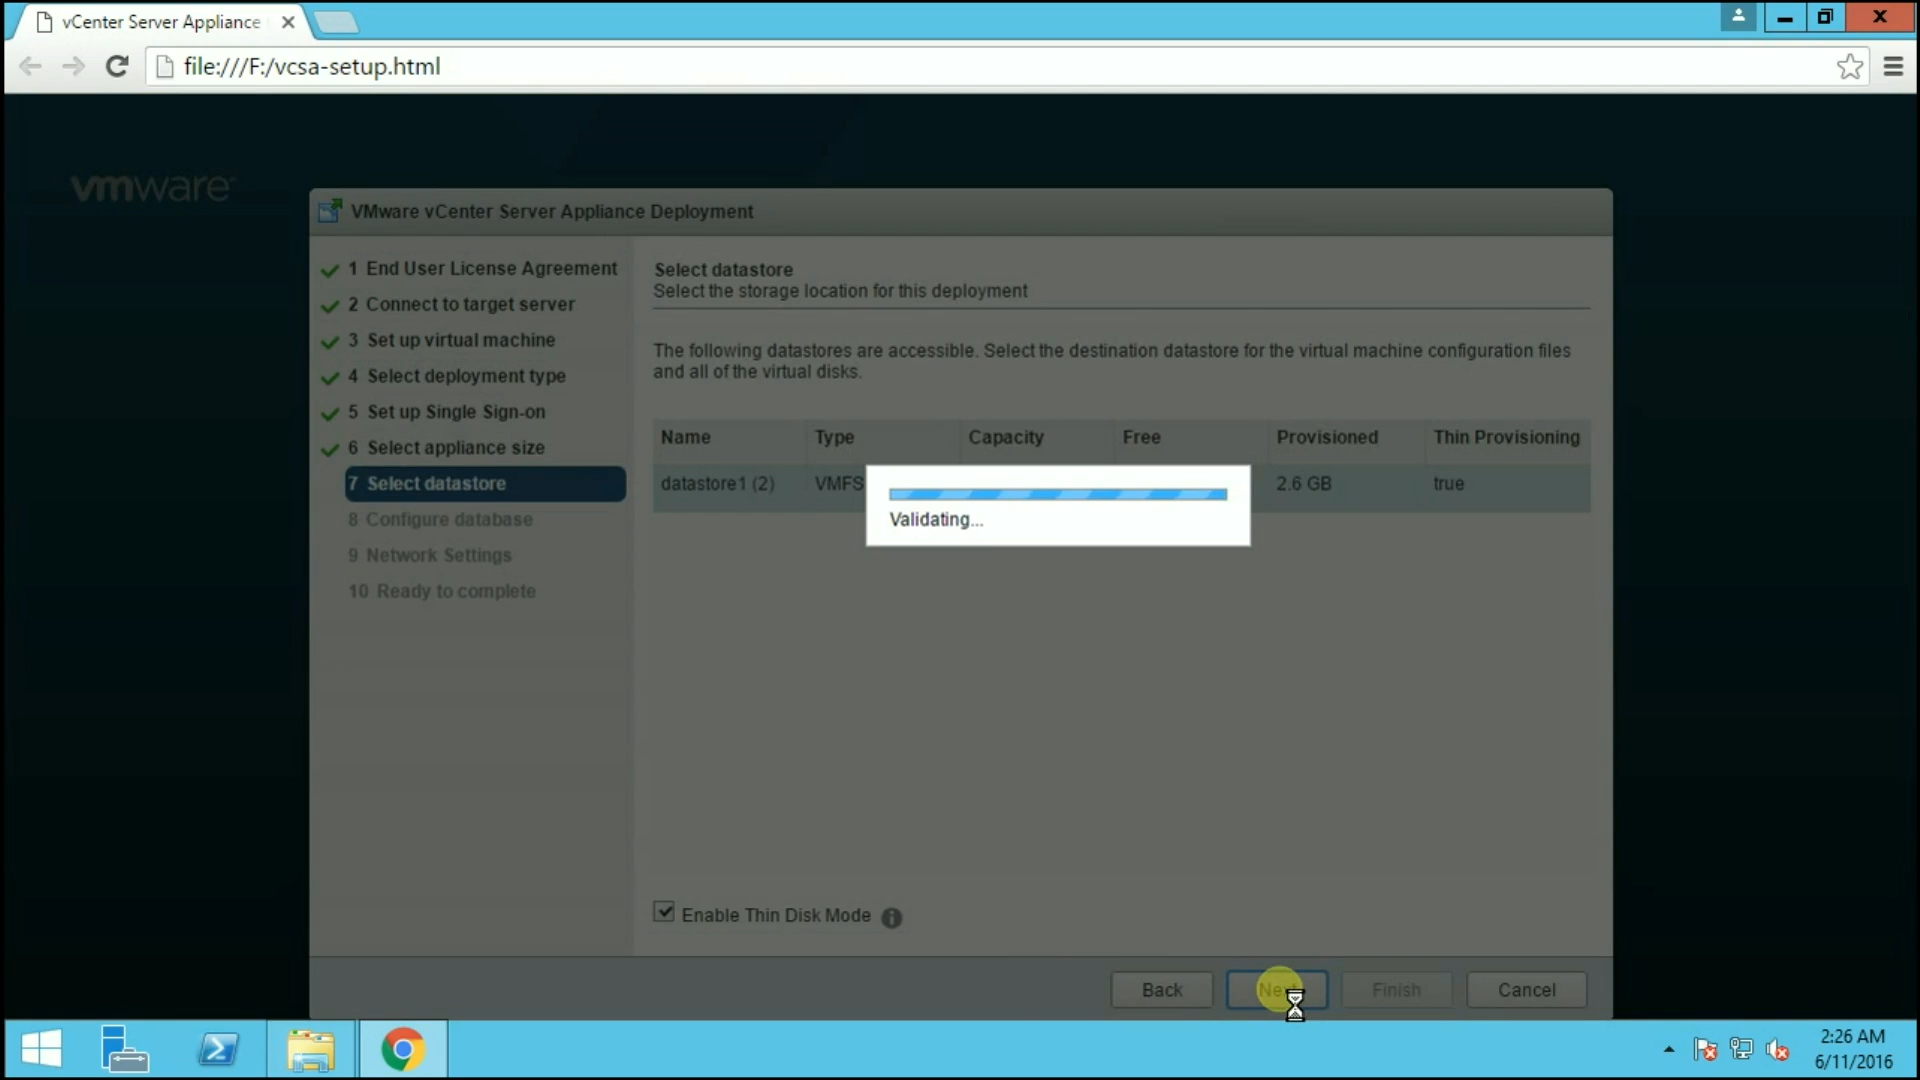 vCenter Server Appliance
file:///F:/vcsa-setup.html
vmware
VMware vCenter Server Appliance Deployment
1 End User License Agreement
2 Connect to target server
3 Set up virtual machine
4 Select deployment type
5 Set up Single Sign-on
6 Select appliance size
7 Select datastore
8 Configure database
9 Network Settings
10 Ready to complete
Select datastore
Select the storage location for this deployment
The following datastores are accessible. Select the destination datastore for the virtual machine configuration files
and all of the virtual disks.
Name Type Capacity Free Provisioned Thin Provisioning
datastore1 (2) VMFS 2.6 GB true
Validating...
Enable Thin Disk Mode
Back Next Finish Cancel
2:26 AM
6/11/2016